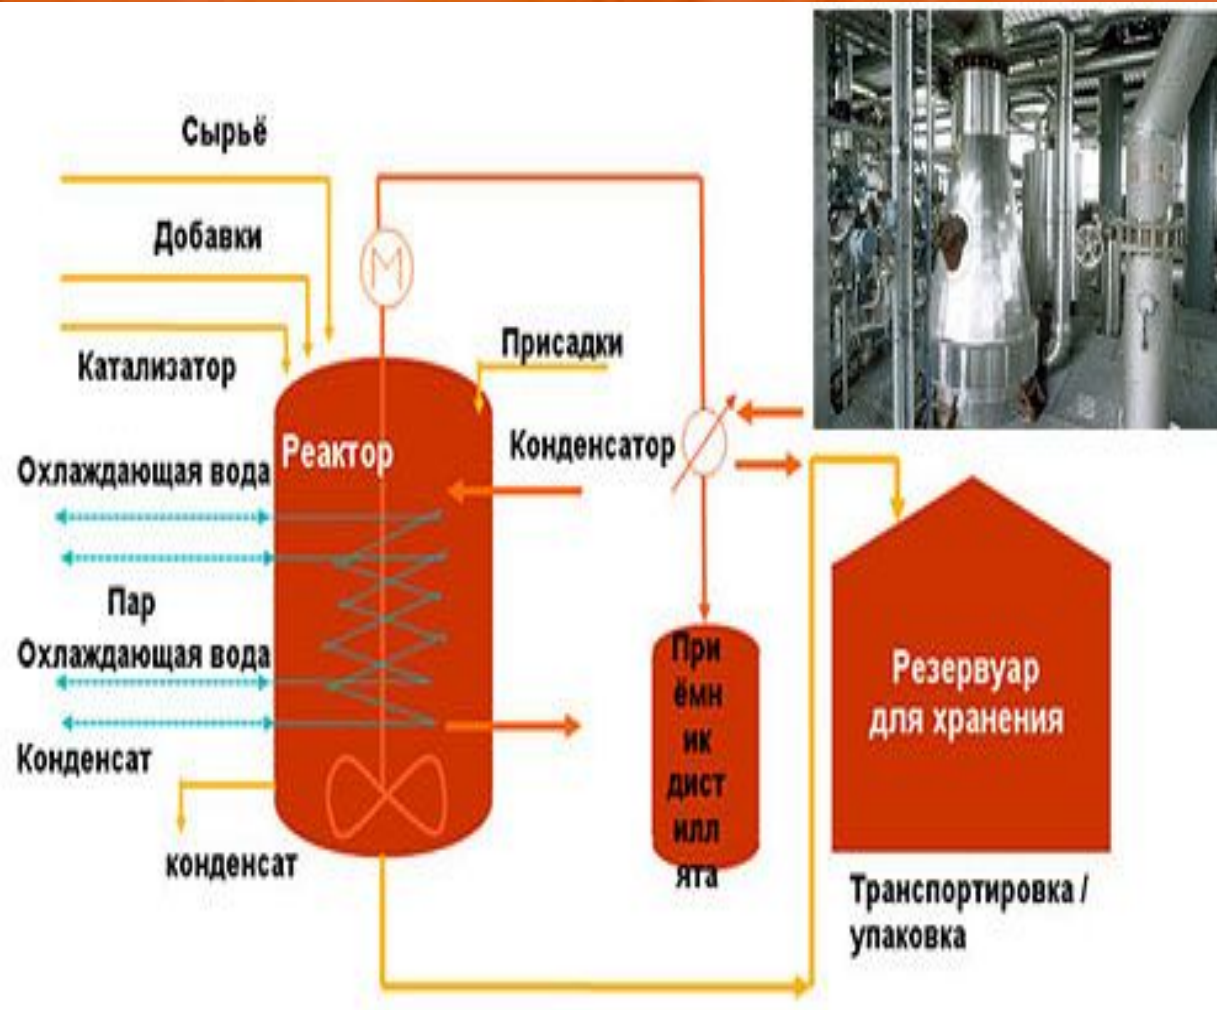 Сырьё
Добавки
Катализатор
М
Присадки
Реактор
Конденсатор
Охлаждающая вода
Пар
Охлаждающая вода
Конденсат
конденсат
При
ёмн
ик
дист
илл
ята
Резервуар
для хранения
Транспортировка /
упаковка